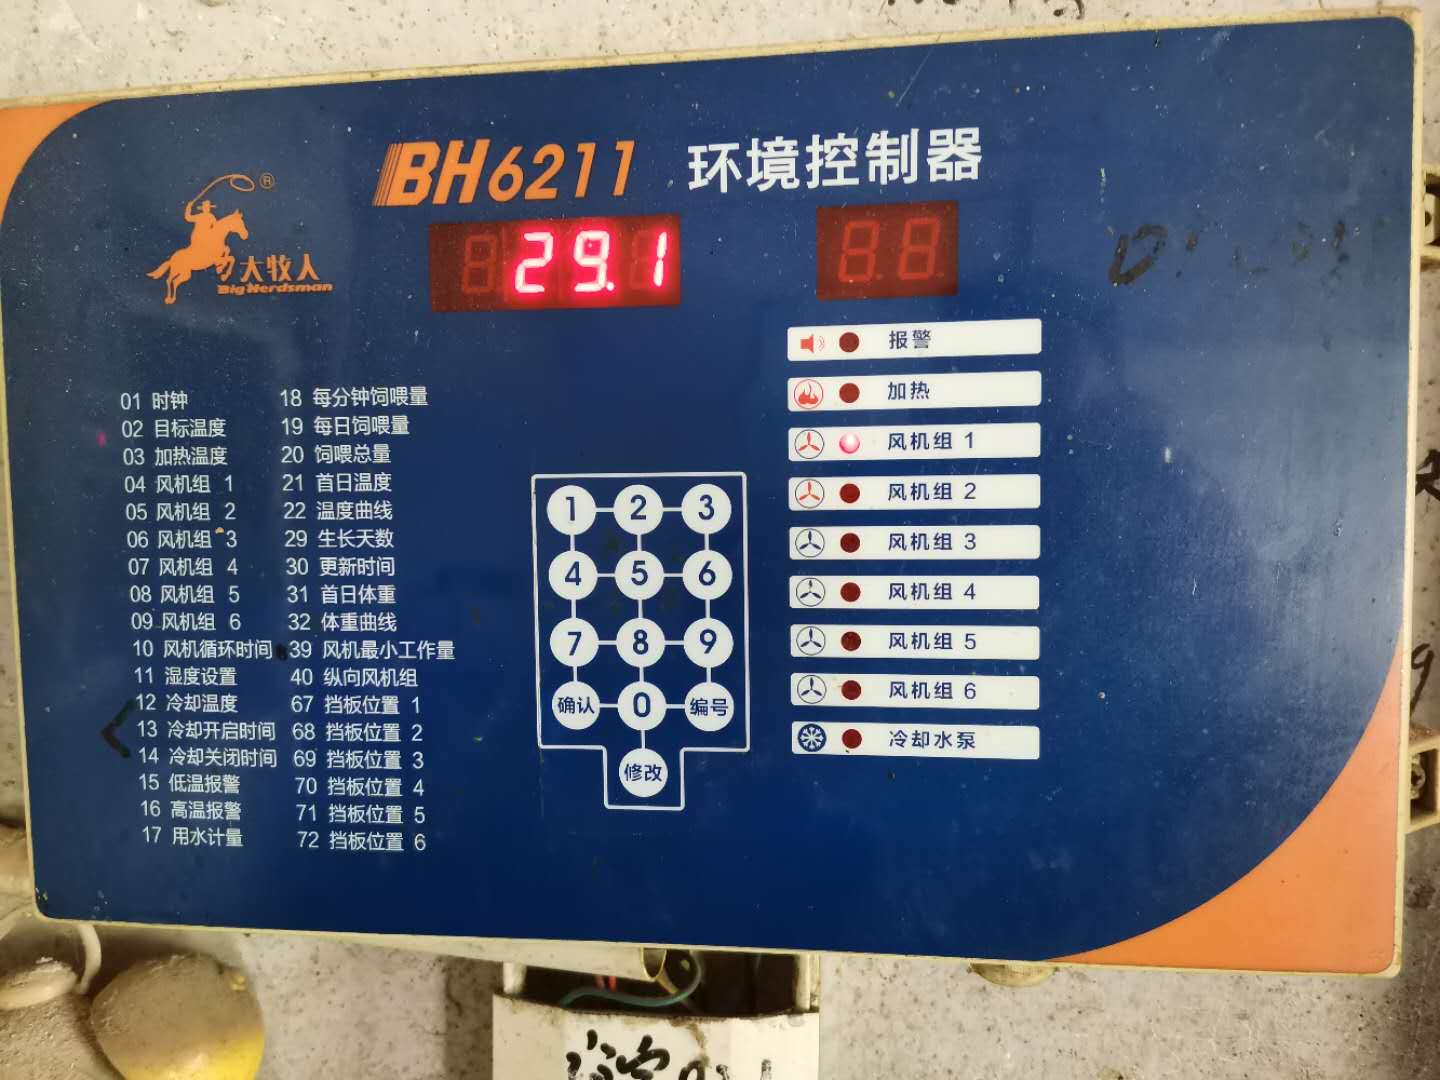 BH6211 环境控制器
®
大牧人
Big Herdsman
29.1
报警
加热
风机组 1
风机组 2
风机组 3
风机组 4
风机组 5
风机组 6
冷却水泵
01 时钟
02 目标温度
03 加热温度
04 风机组 1
05 风机组 2
06 风机组 3
07 风机组 4
08 风机组 5
09 风机组 6
10 风机循环时间
11 湿度设置
12 冷却温度
13 冷却开启时间
14 冷却关闭时间
15 低温报警
16 高温报警
17 用水计量
18 每分钟饲喂量
19 每日饲喂量
20 饲喂总量
21 首日温度
22 温度曲线
29 生长天数
30 更新时间
31 首日体重
32 体重曲线
39 风机最小工作量
40 纵向风机组
67 挡板位置 1
68 挡板位置 2
69 挡板位置 3
70 挡板位置 4
71 挡板位置 5
72 挡板位置 6
1 2 3
4 5 6
7 8 9
确认 0 编号
修改